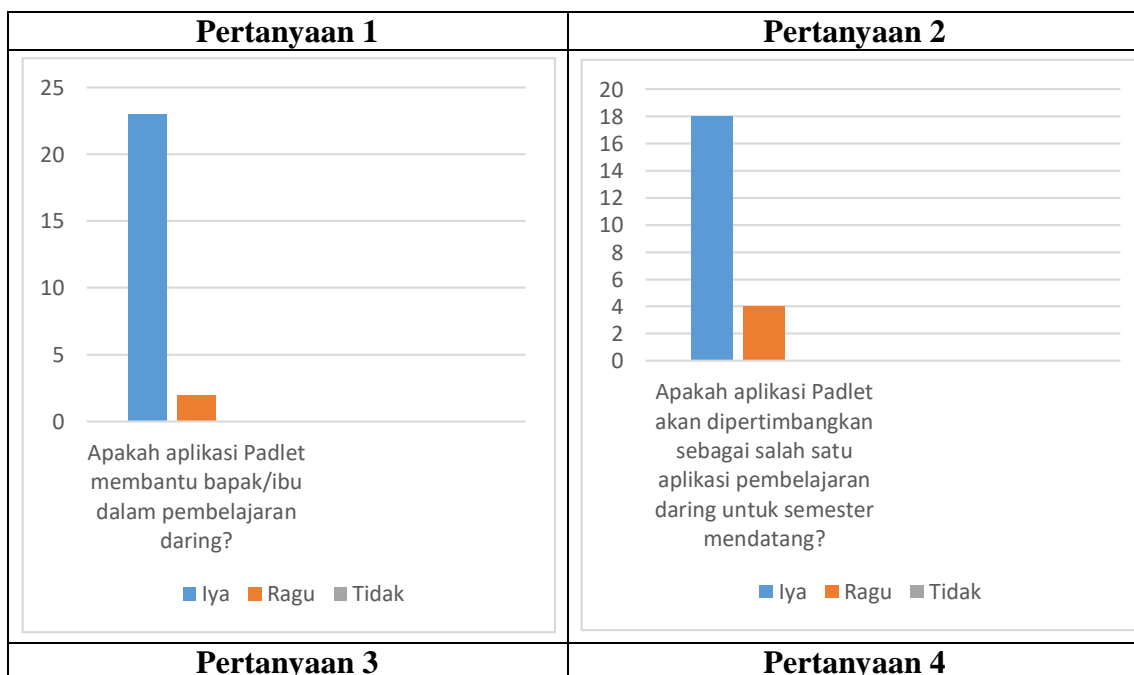 Pertanyaan 1
Pertanyaan 2
25
20
15
10
5
0
Apakah aplikasi Padlet
membantu bapak/ibu
dalam pembelajaran
daring?
Iya Ragu Tidak
20
18
16
14
12
10
8
6
4
2
0
Apakah aplikasi Padlet
akan dipertimbangkan
sebagai salah satu
aplikasi pembelajaran
daring untuk semester
mendatang?
Iya Ragu Tidak
Pertanyaan 3
Pertanyaan 4